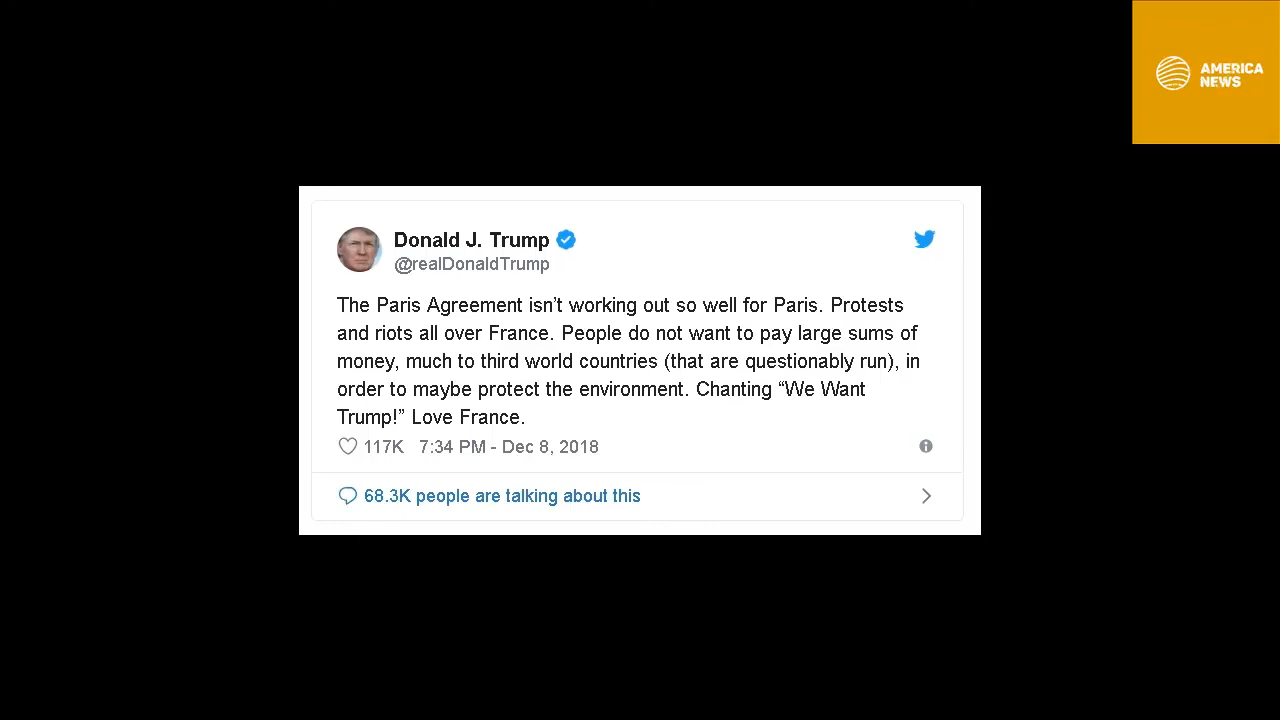 AMERICA
NEWS
Donald J. Trump
@realDonaldTrump
The Paris Agreement isn’t working out so well for Paris. Protests
and riots all over France. People do not want to pay large sums of
money, much to third world countries (that are questionably run), in
order to maybe protect the environment. Chanting “We Want
Trump!” Love France.
117K 7:34 PM - Dec 8, 2018
68.3K people are talking about this